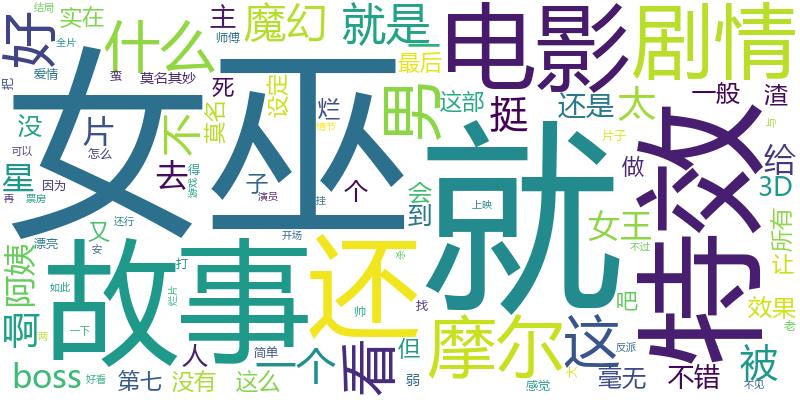 女巫
就
故事
特效
电影
剧情
还
摩尔
什么
好
魔幻
就是
主
实在
结局
师傅
全片
爱情
把
蛮
莫名其妙
死
设定
最后
男
这部
挺
还是
太
一般
渣
没
片
不
莫名
烂
情节
片子
与
可以
怎么
去
子
个
会
到
做
给
3D
星
因为
得
演员
挂
上映
女王
所有
让
再
票房
还行
又
漂亮
安
开场
不过
阿姨
打
如此
吧
效果
老
啊
两
一下
帅
找
但
这
看
人
简单
一个
反派
boss
好看
第七
没有
这么
弱
感觉
毫无
不错
被
不见